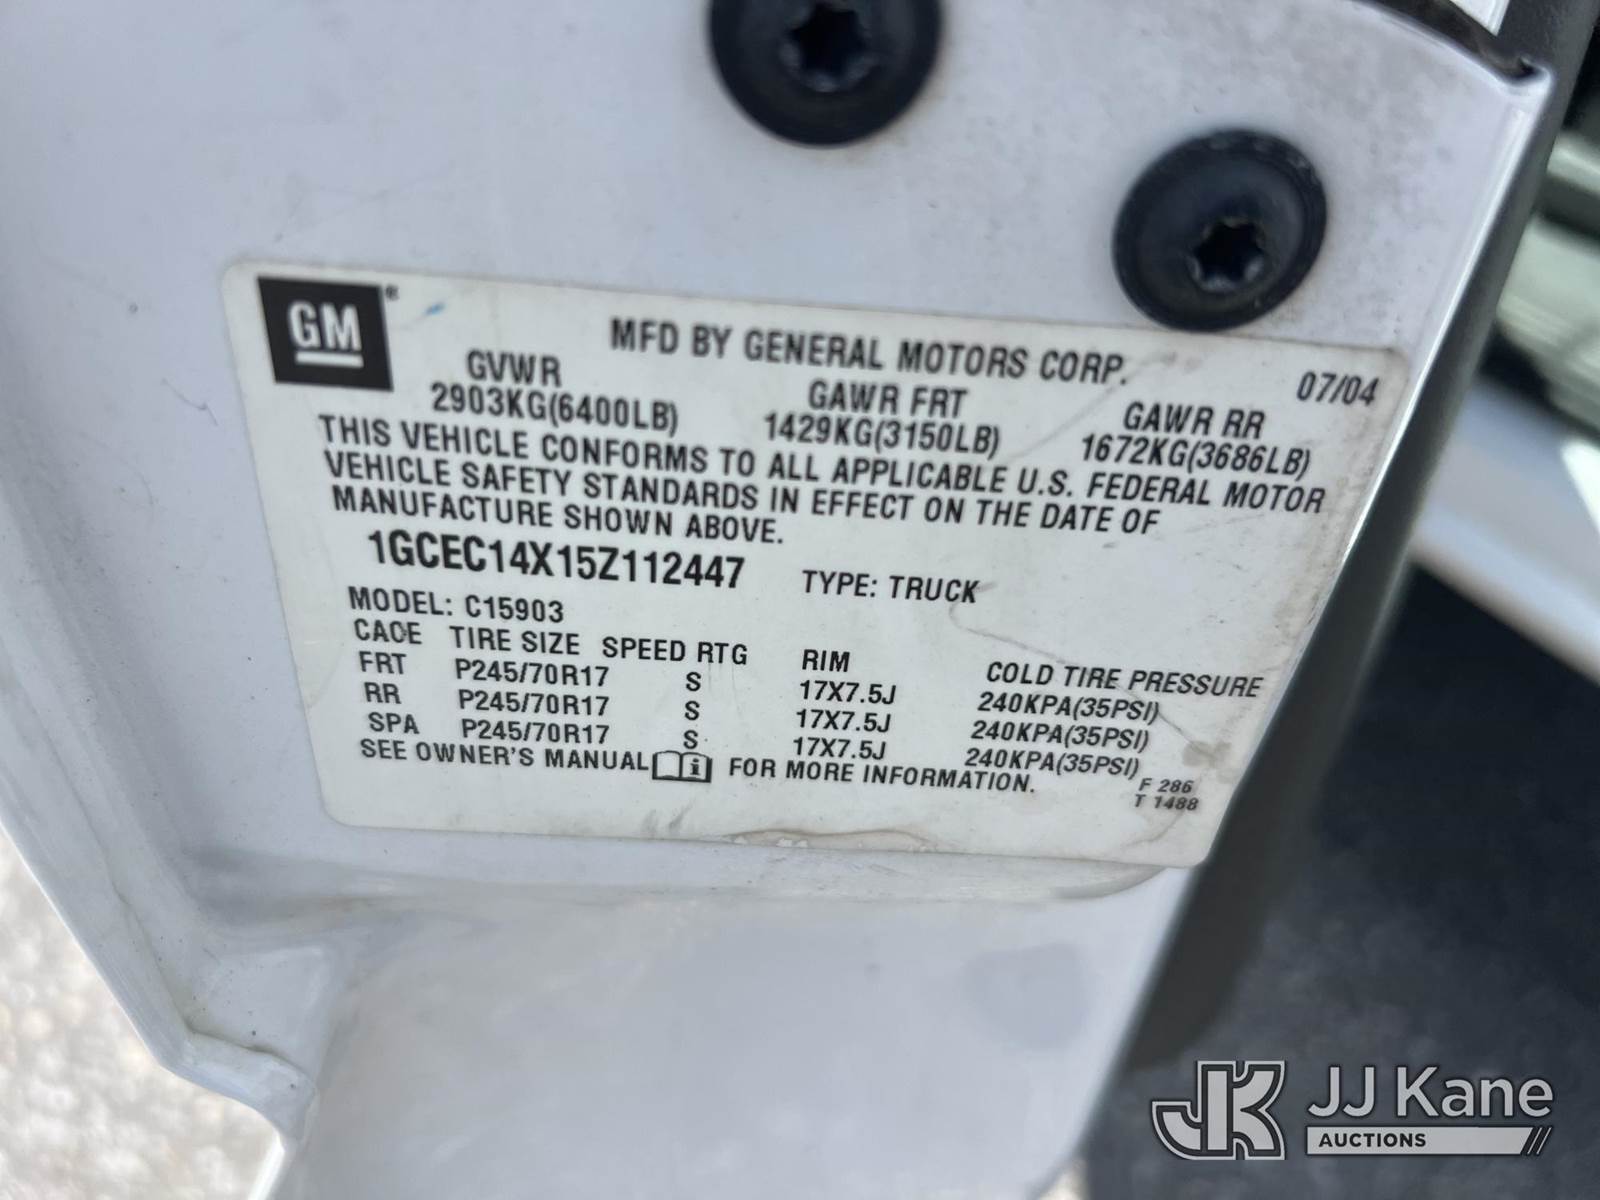 GM®
MFD BY GENERAL MOTORS CORP.
07/04
GVWR GAWR FRT GAWR RR
2903KG(6400LB) 1429KG(3150LB) 1672KG(3686LB)
THIS VEHICLE CONFORMS TO ALL APPLICABLE U.S. FEDERAL MOTOR
VEHICLE SAFETY STANDARDS IN EFFECT ON THE DATE OF
MANUFACTURE SHOWN ABOVE.
1GCEC14X15Z112447 TYPE: TRUCK
MODEL: C15903
CAOE TIRE SIZE SPEED RTG RIM COLD TIRE PRESSURE
FRT P245/70R17 S 17X7.5J 240KPA(35PSI)
RR P245/70R17 S 17X7.5J 240KPA(35PSI)
SPA P245/70R17 S 17X7.5J 240KPA(35PSI)
SEE OWNER'S MANUAL i FOR MORE INFORMATION.
F 286
T 1488
JK JJ Kane
AUCTIONS